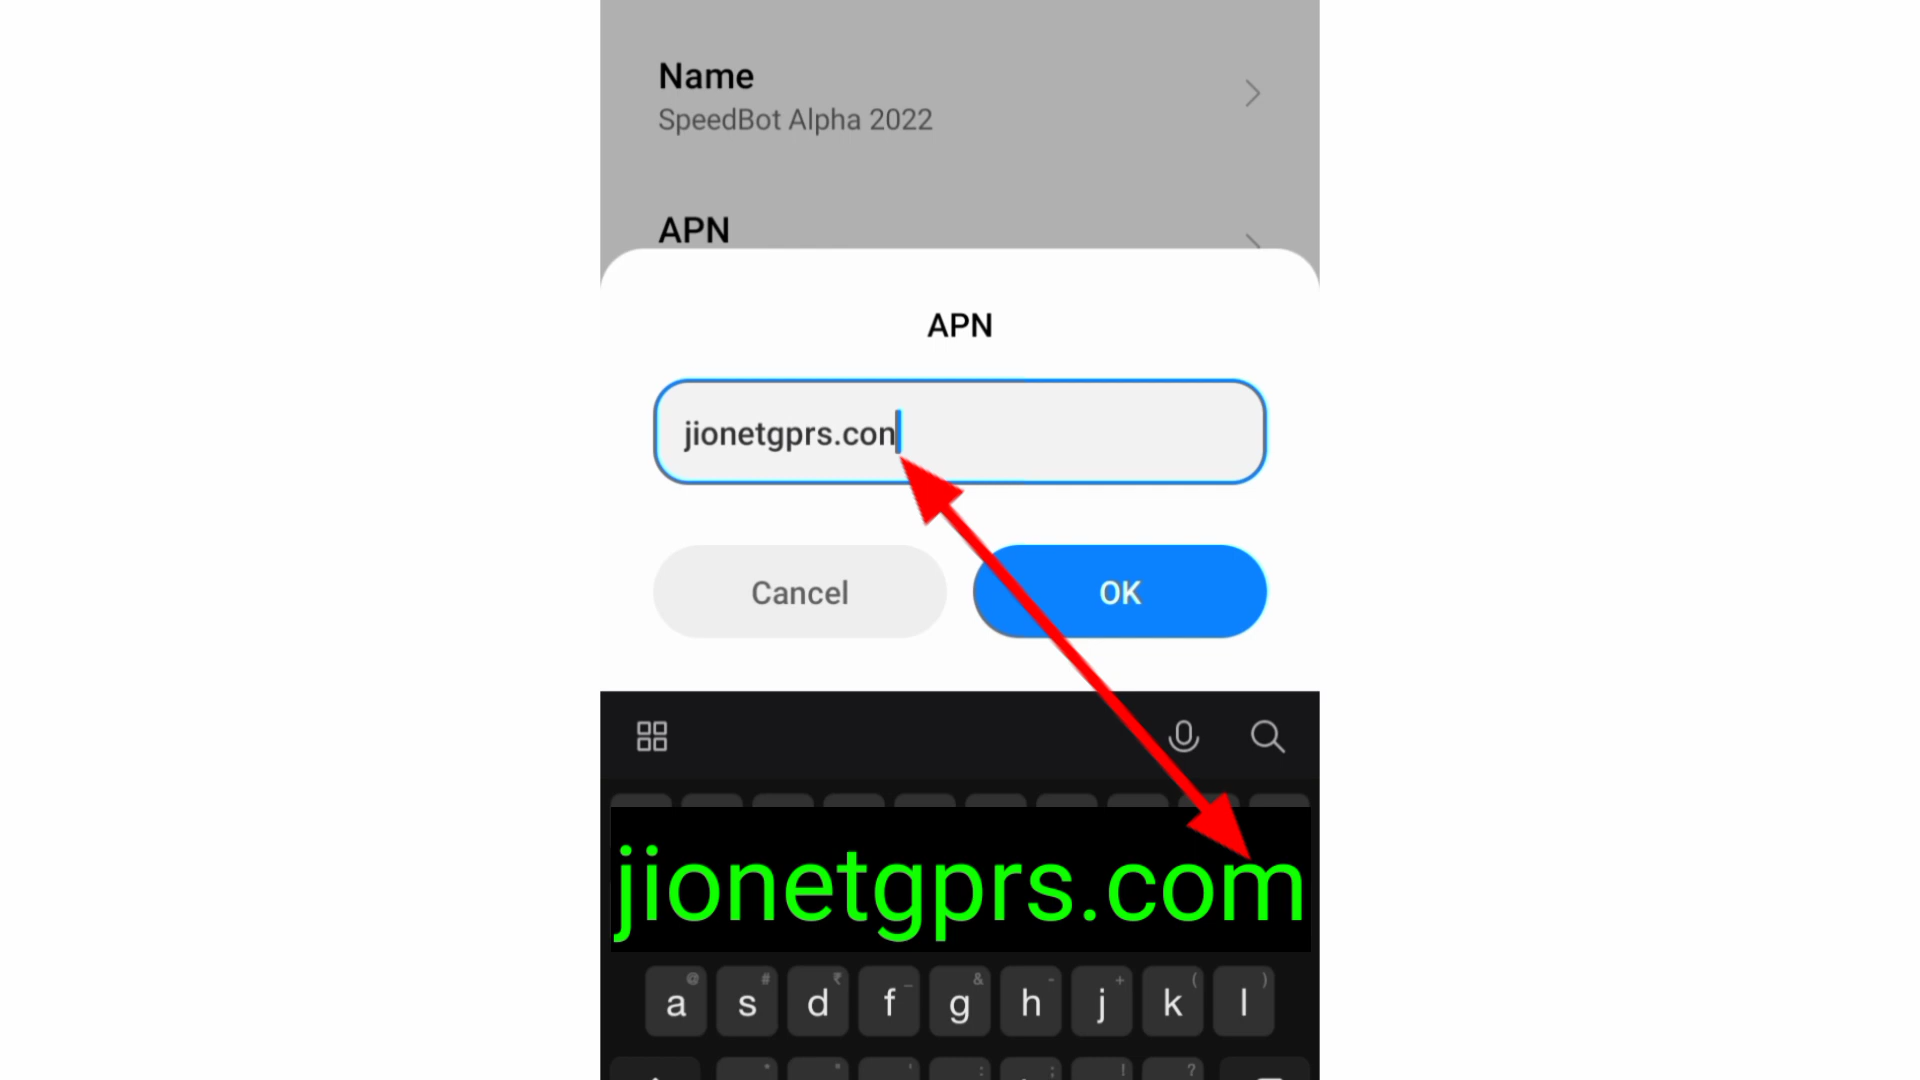 Name
SpeedBot Alpha 2022
APN
APN
jionetgprs.con
Cancel
OK
jionetgprs.com
@ # ₹ _ & - + ( )
a s d f g h j k l
* " ' : ; ! ?